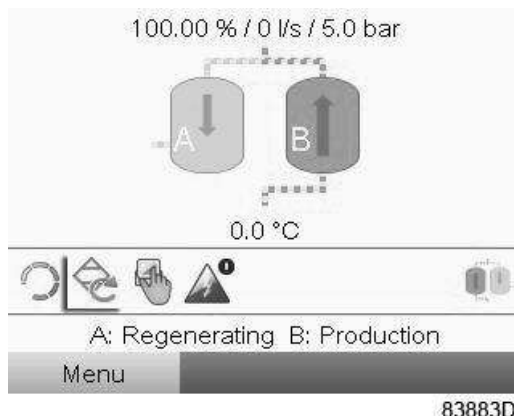 100.00 % / 0 l/s / 5.0 bar
A B
0.0 °C
A: Regenerating B: Production
Menu
83883D